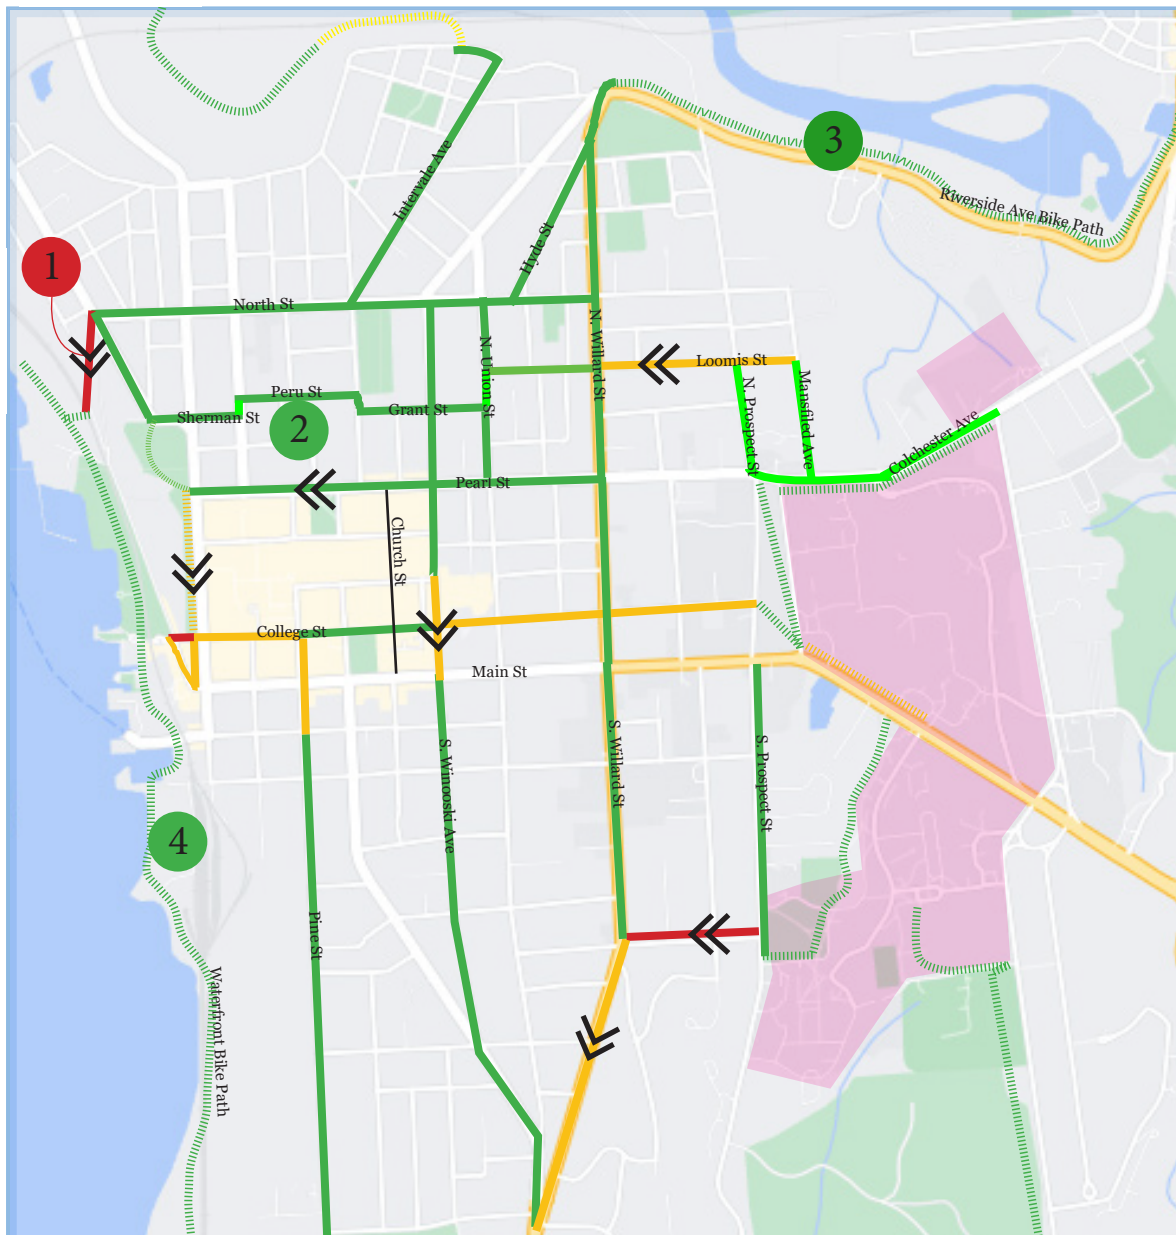 3
Intervale Ave
Riverside Ave Bike Path
Hyde St
1
North St
N. Willard St
N. Union St
Loomis St
N. Prospect St
Mansfiled Ave
Peru St
Sherman St
Grant St
2
Colchester Ave
Pearl St
Church St
College St
Main St
S. Winooski Ave
S. Willard St
S. Prospect St
4
Pine St
Waterfront Bike Path